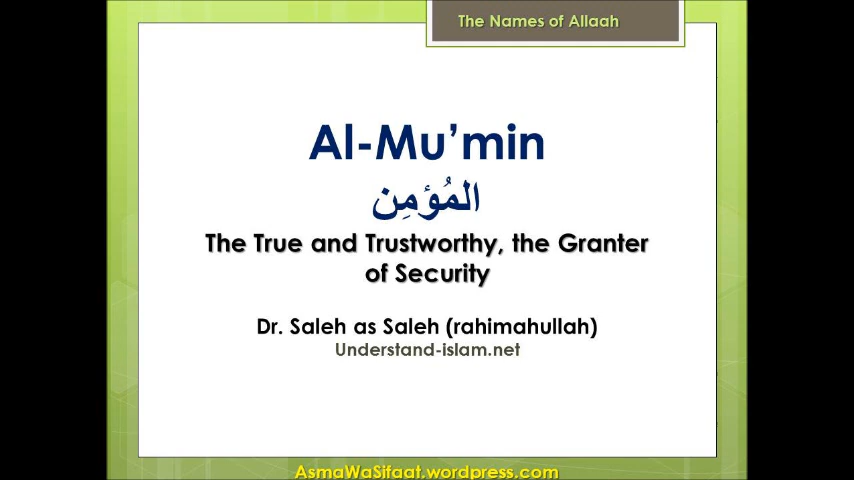 The Names of Allaah
Al-Mu’min
المُؤمِن
The True and Trustworthy, the Granter
of Security
Dr. Saleh as Saleh (rahimahullah)
Understand-islam.net
AsmaWaSifaat.wordpress.com